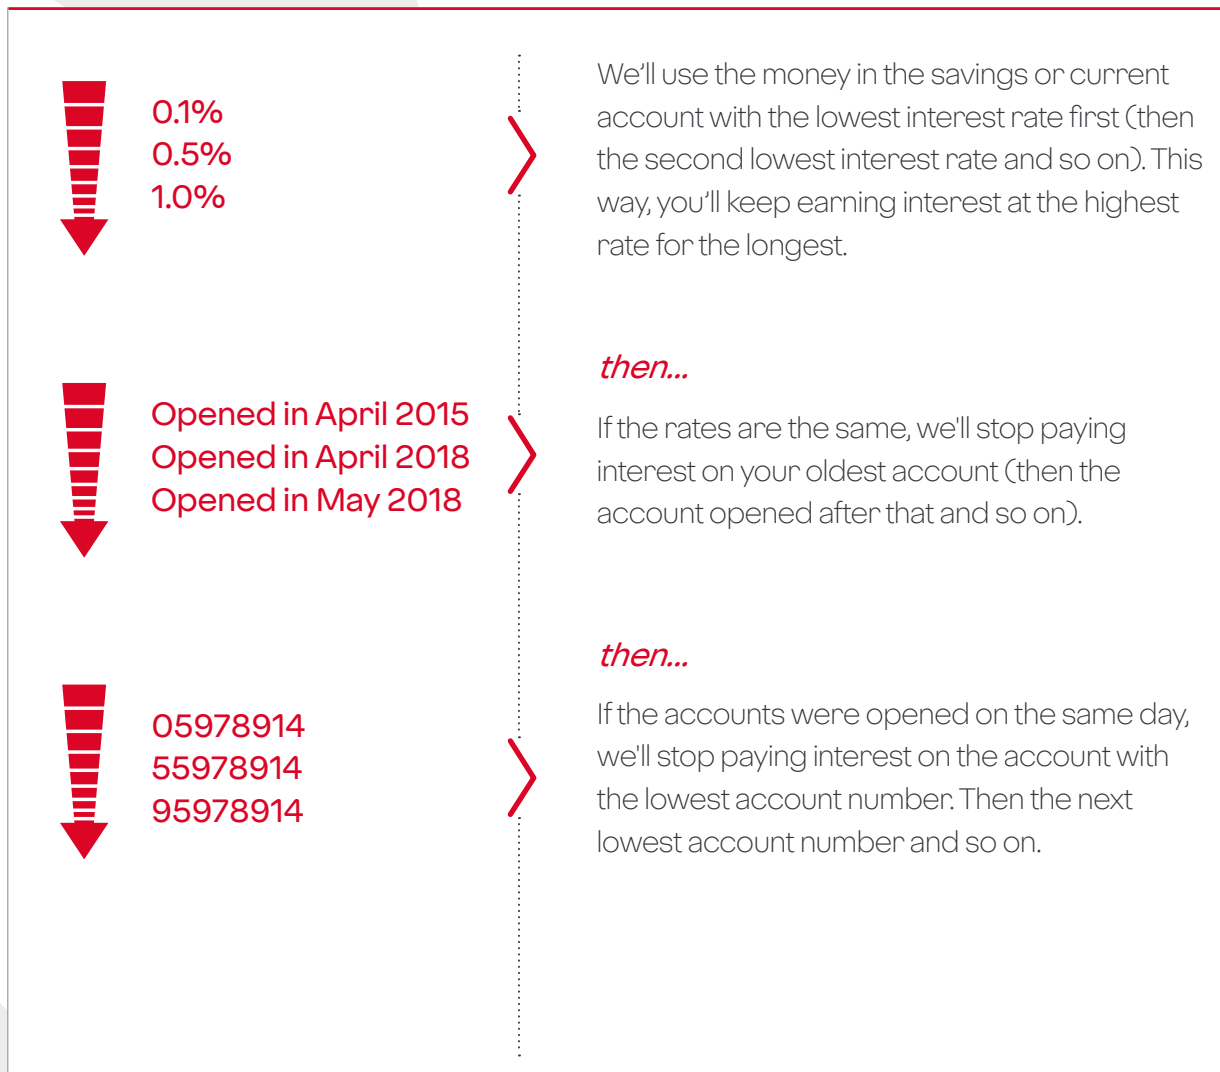 0.1%
0.5%
1.0%
We’ll use the money in the savings or current
account with the lowest interest rate first (then
the second lowest interest rate and so on). This
way, you’ll keep earning interest at the highest
rate for the longest.
Opened in April 2015
Opened in April 2018
Opened in May 2018
then...
If the rates are the same, we'll stop paying
interest on your oldest account (then the
account opened after that and so on).
05978914
55978914
95978914
then...
If the accounts were opened on the same day,
we'll stop paying interest on the account with
the lowest account number. Then the next
lowest account number and so on.